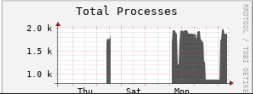 Total Processes
2.0 k
1.5 k
1.0 k
Thu Sat Mon
RRDTOOL / TOBI OETIKER